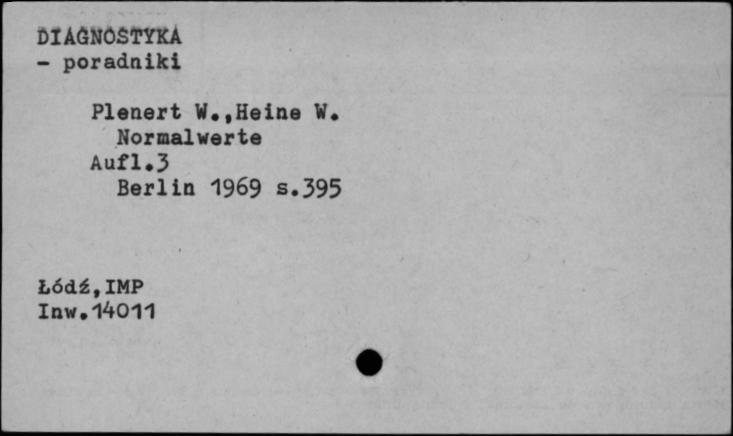 DIAGNOSTYKA
- poradniki
Plenert W.,Heine W.
Normalwerte
Aufl.3
Berlin 1969 s.395
Łódź,IMP
Inw.14011